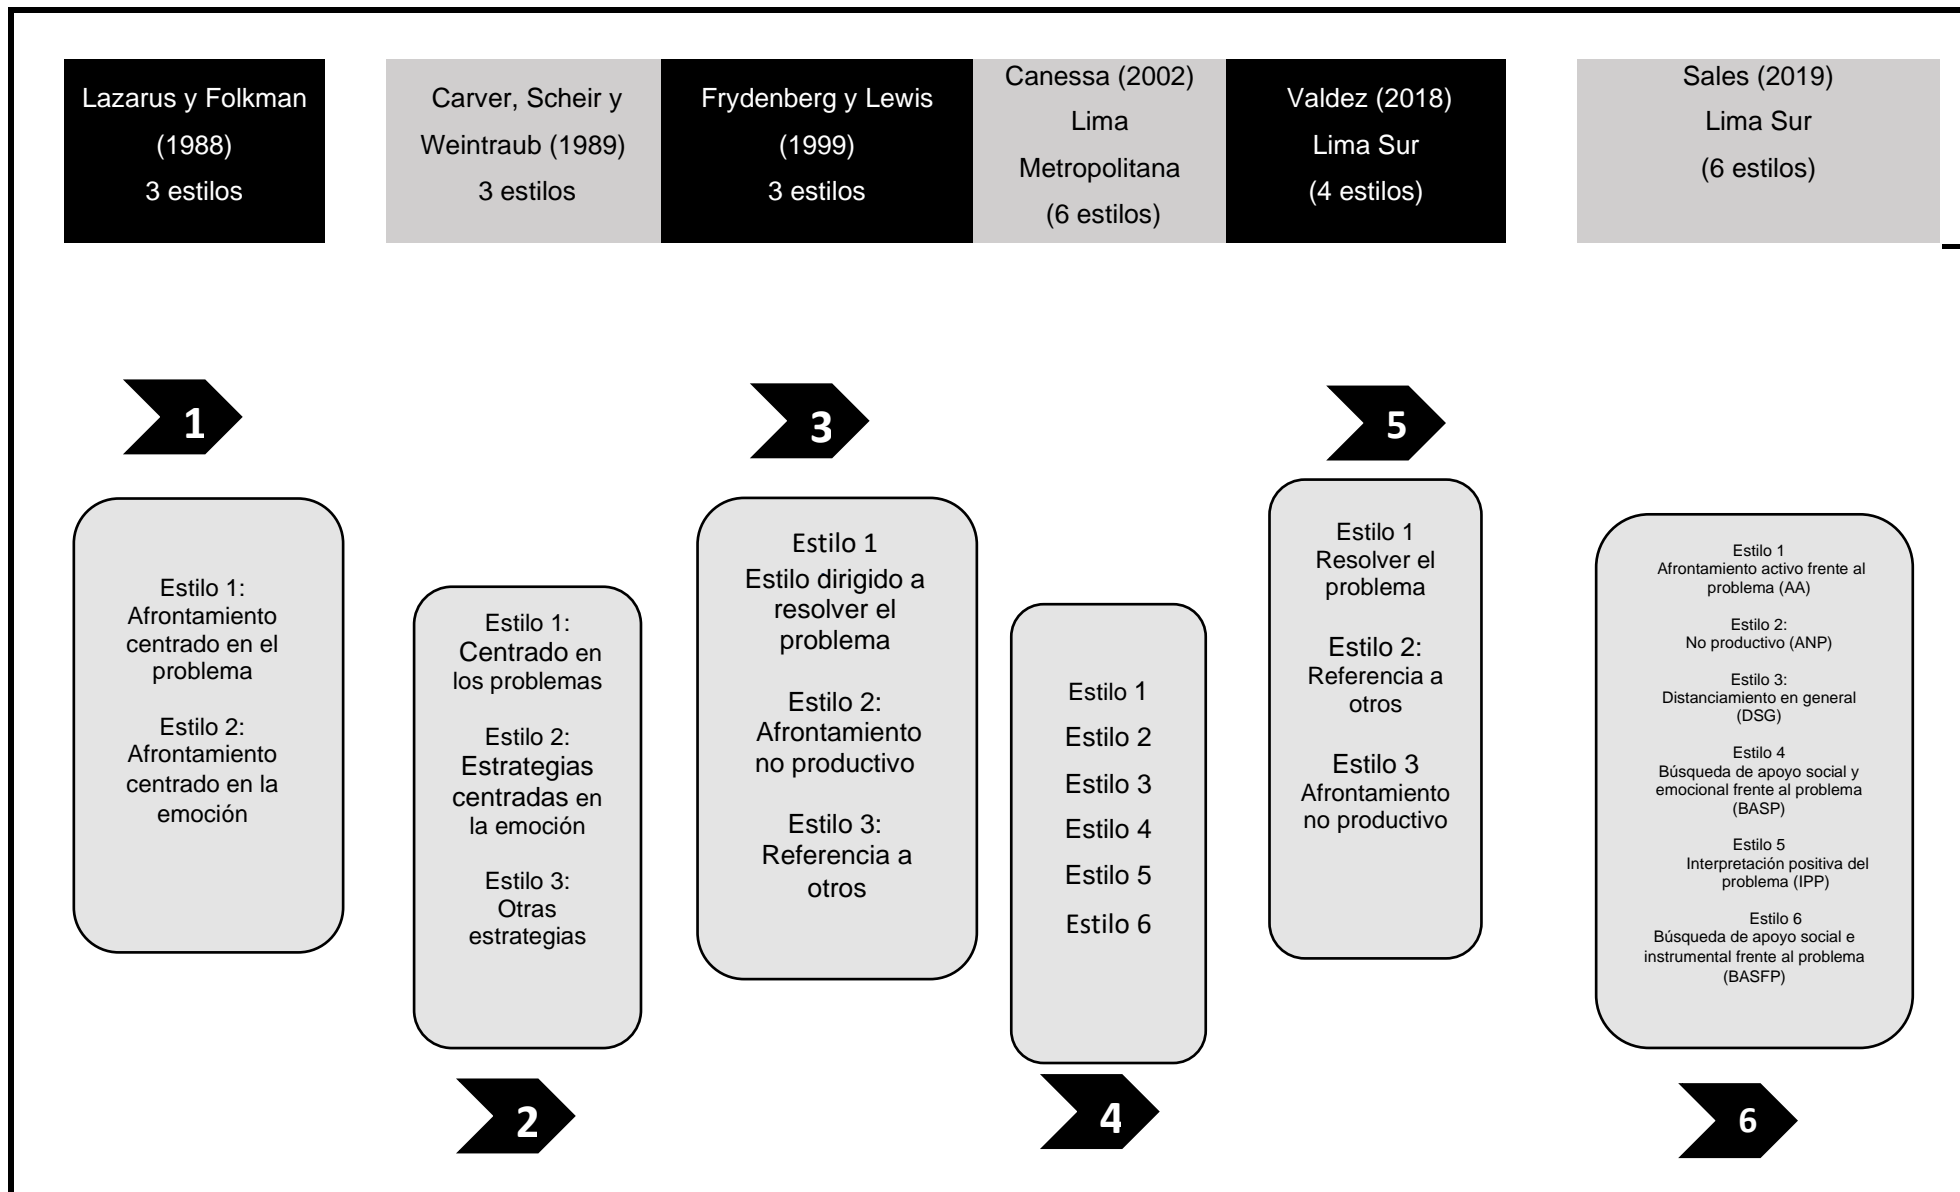 Lazarus y Folkman
(1988)
3 estilos
Carver, Scheir y
Weintraub (1989)
3 estilos
Frydenberg y Lewis
(1999)
3 estilos
Canessa (2002)
Lima
Metropolitana
(6 estilos)
Valdez (2018)
Lima Sur
(4 estilos)
Sales (2019)
Lima Sur
(6 estilos)
1
Estilo 1:
Afrontamiento
centrado en el
problema
Estilo 2:
Afrontamiento
centrado en la
emoción
Estilo 1:
Centrado en
los problemas
Estilo 2:
Estrategias
centradas en
la emoción
Estilo 3:
Otras
estrategias
2
3
Estilo 1
Estilo dirigido a
resolver el
problema
Estilo 2:
Afrontamiento
no productivo
Estilo 3:
Referencia a
otros
Estilo 1
Estilo 2
Estilo 3
Estilo 4
Estilo 5
Estilo 6
4
5
Estilo 1
Resolver el
problema
Estilo 2:
Referencia a
otros
Estilo 3
Afrontamiento
no productivo
Estilo 1
Afrontamiento activo frente al
problema (AA)
Estilo 2:
No productivo (ANP)
Estilo 3:
Distanciamiento en general
(DSG)
Estilo 4
Búsqueda de apoyo social y
emocional frente al problema
(BASP)
Estilo 5
Interpretación positiva del
problema (IPP)
Estilo 6
Búsqueda de apoyo social e
instrumental frente al problema
(BASFP)
6